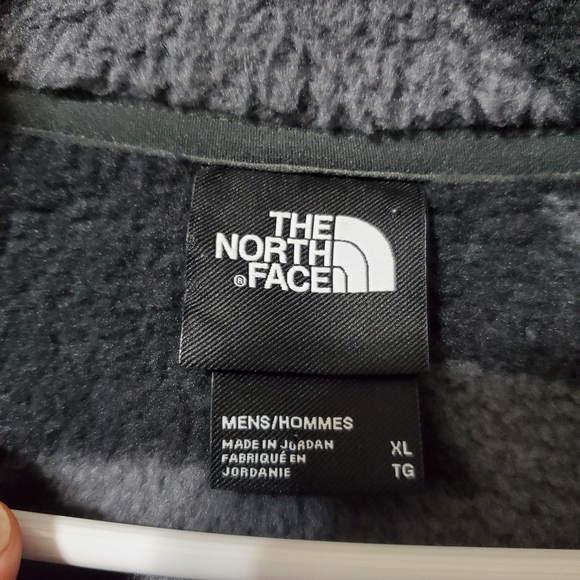 THE
NORTH
® FACE
MENS/HOMMES
MADE IN JORDAN XL
FABRIQUÉ EN
JORDANIE TG